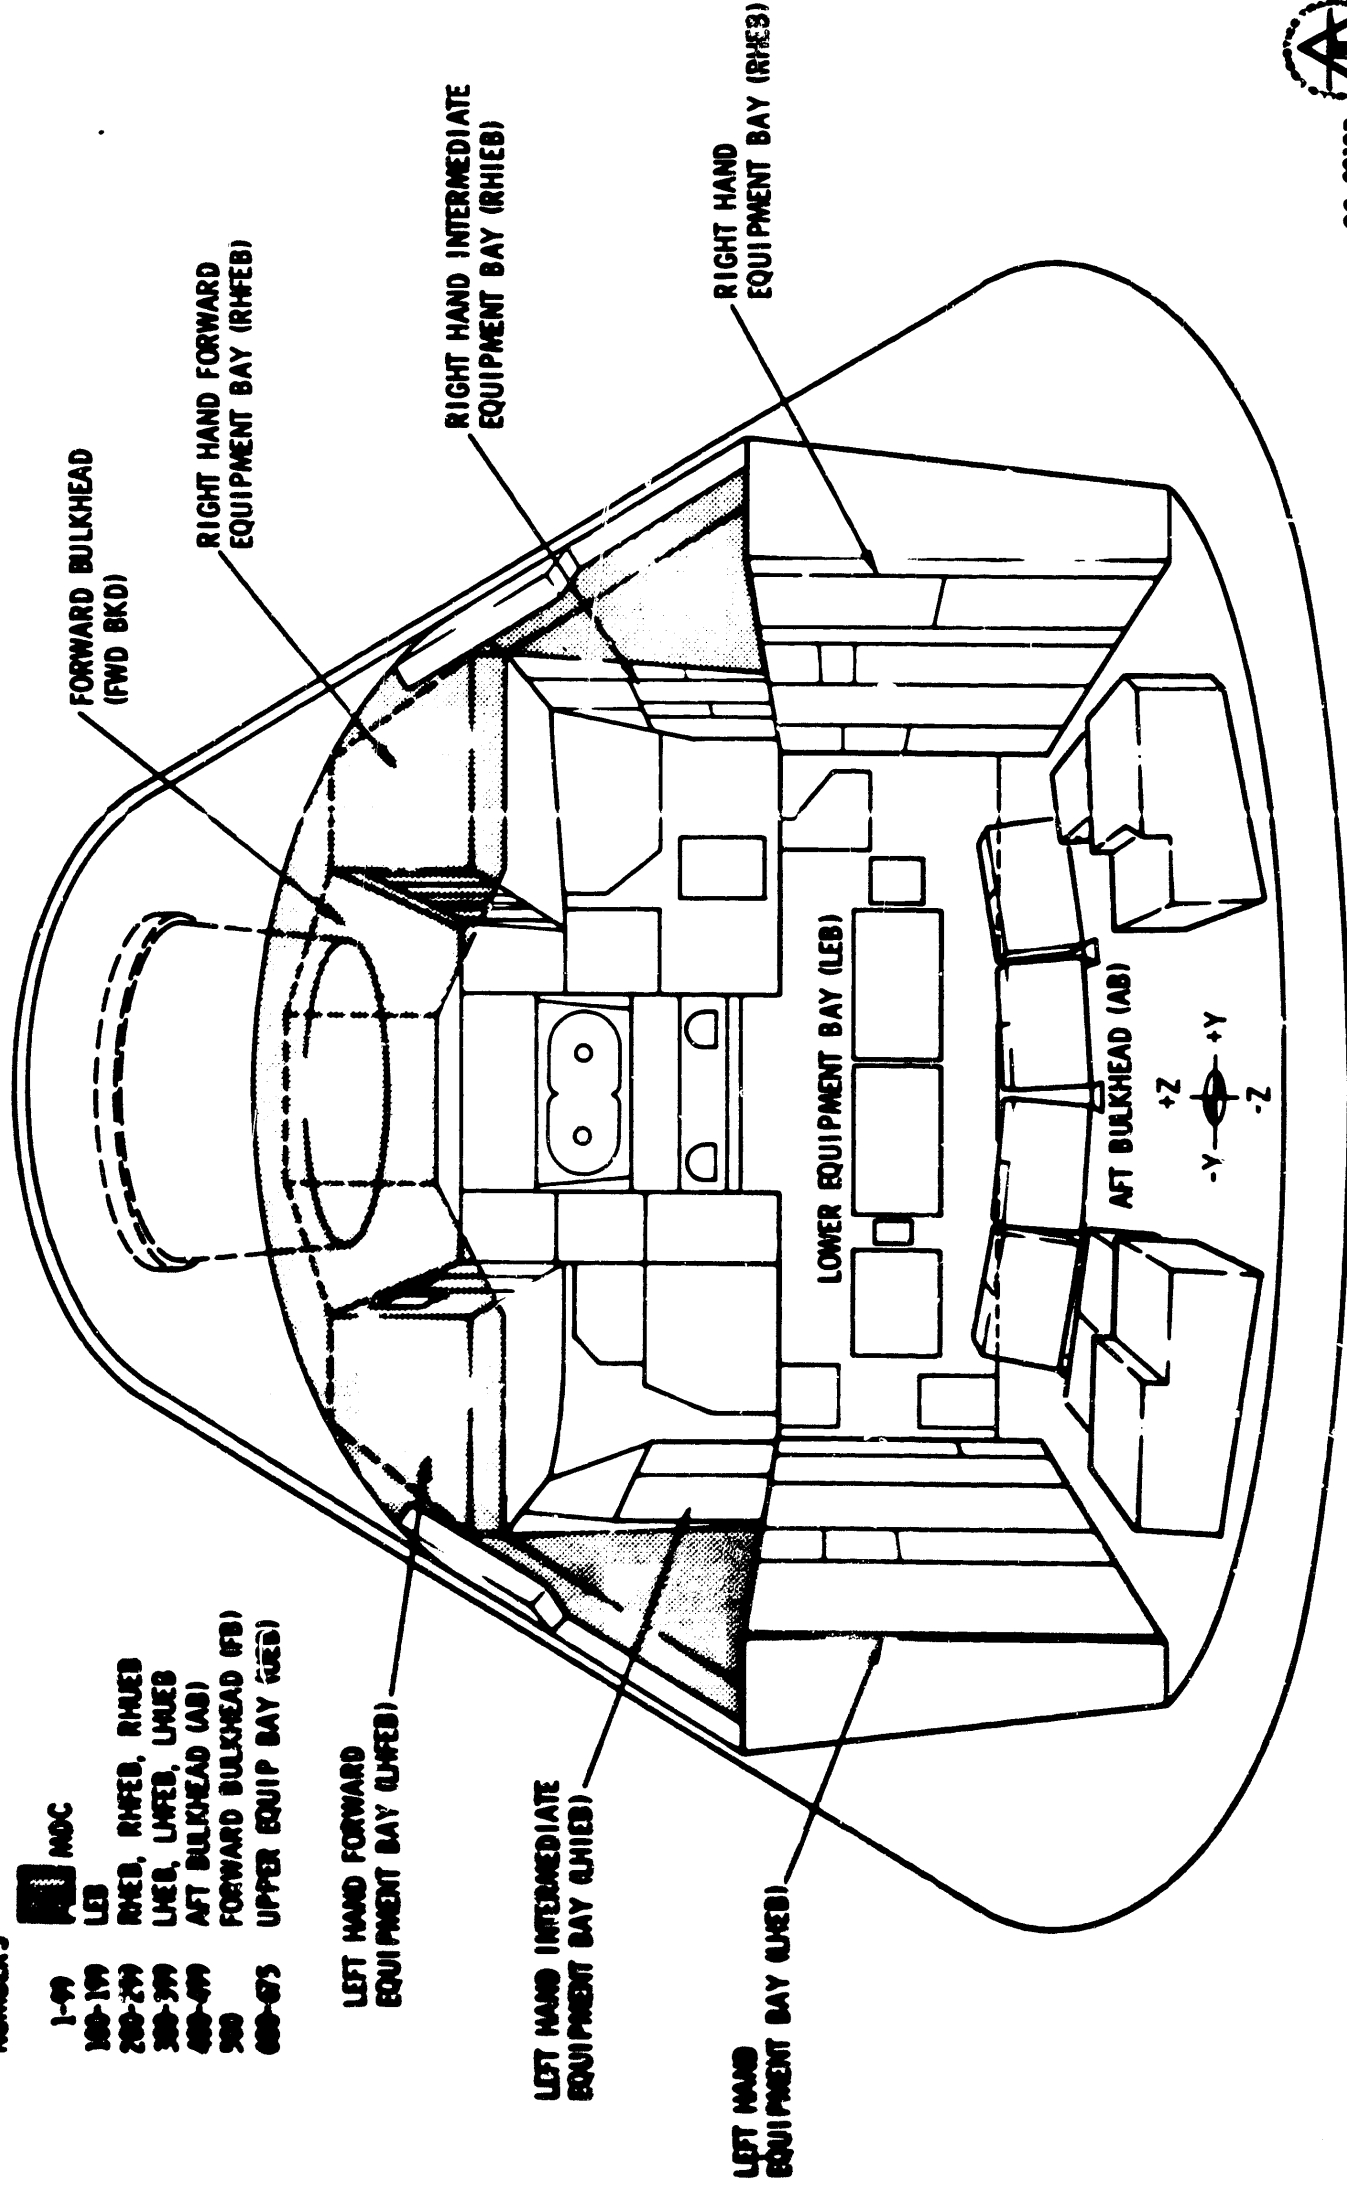 1-99 MDC
100-199 LEB
200-299 RHEB, RHFEB, RHUEB
300-399 LHEB, LHFEB, LHUEB
400-499 AFT BULKHEAD (AB)
500 FORWARD BULKHEAD (FB)
600-675 UPPER EQUIP BAY (UEB)
FORWARD BULKHEAD
(FWD BKD)
RIGHT HAND FORWARD
EQUIPMENT BAY (RHFEB)
LEFT HAND FORWARD
EQUIPMENT BAY (LHFEB)
RIGHT HAND INTERMEDIATE
EQUIPMENT BAY (RHIEB)
LEFT HAND INTERMEDIATE
EQUIPMENT BAY (LHIEB)
RIGHT HAND
EQUIPMENT BAY (RHEB)
LEFT HAND
EQUIPMENT BAY (LHEB)
LOWER EQUIPMENT BAY (LEB)
AFT BULKHEAD (AB)
+Z
-Y +Y
-Z